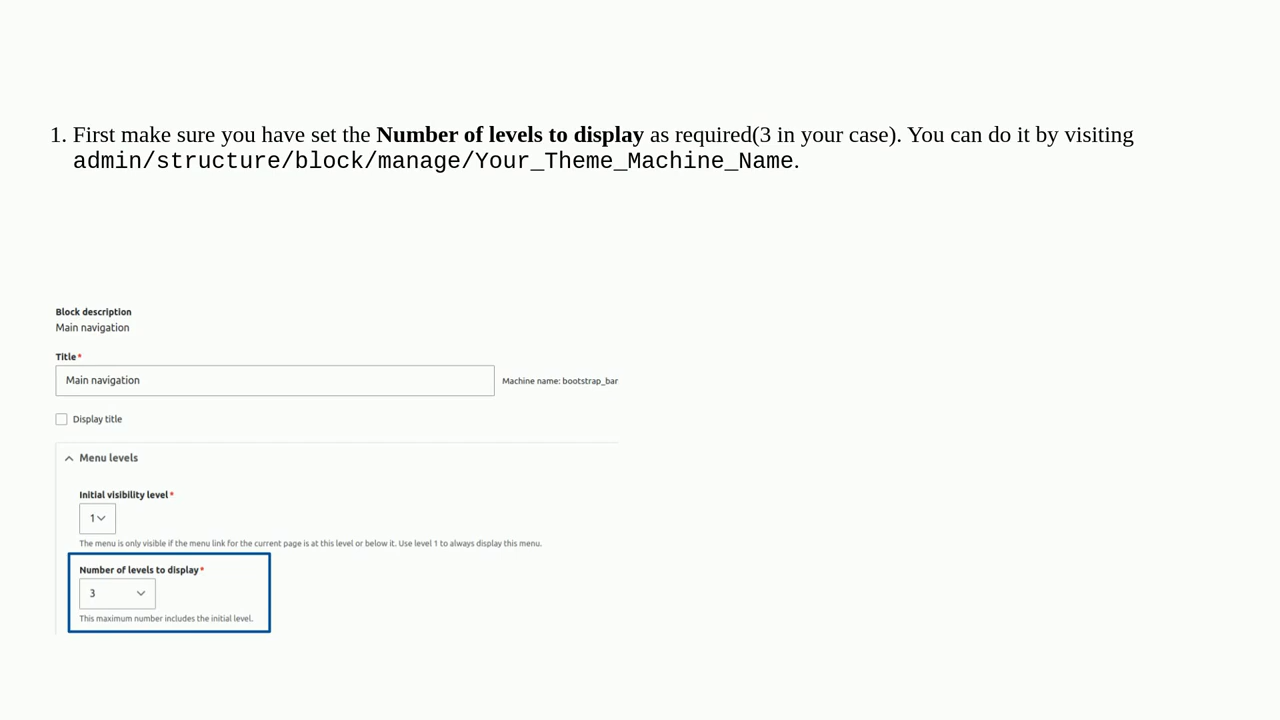 1. First make sure you have set the Number of levels to display as required(3 in your case). You can do it by visiting
admin/structure/block/manage/Your_Theme_Machine_Name.
Block description
Main navigation
Title*
Main navigation
Machine name: bootstrap_bar
Display title
Menu levels
Initial visibility level*
1
The menu is only visible if the menu link for the current page is at this level or below it. Use level 1 to always display this menu.
Number of levels to display*
3
This maximum number includes the initial level.